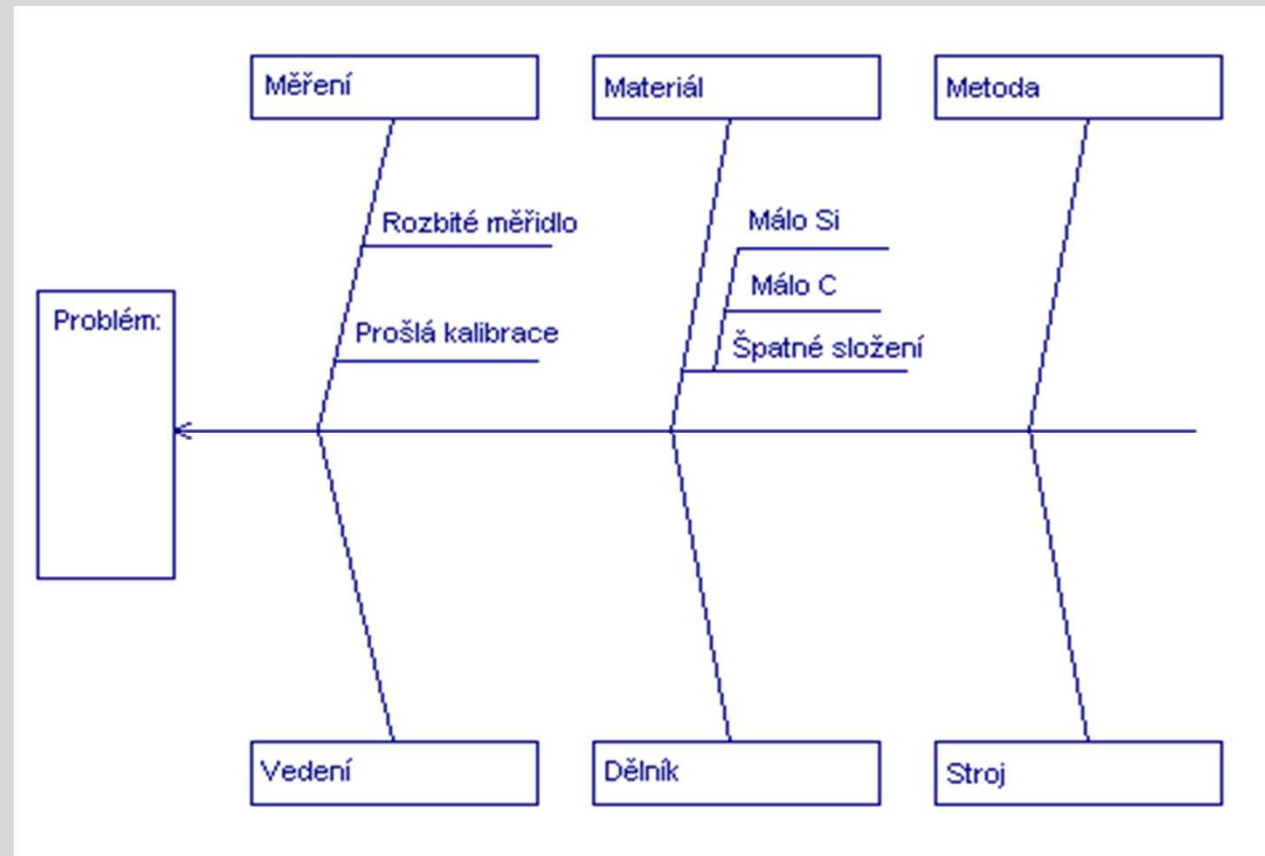 Měření
Materiál
Metoda
Rozbité měřidlo
Málo Si
Málo C
Problém:
Prošlá kalibrace
Špatné složení
Vedení
Dělník
Stroj